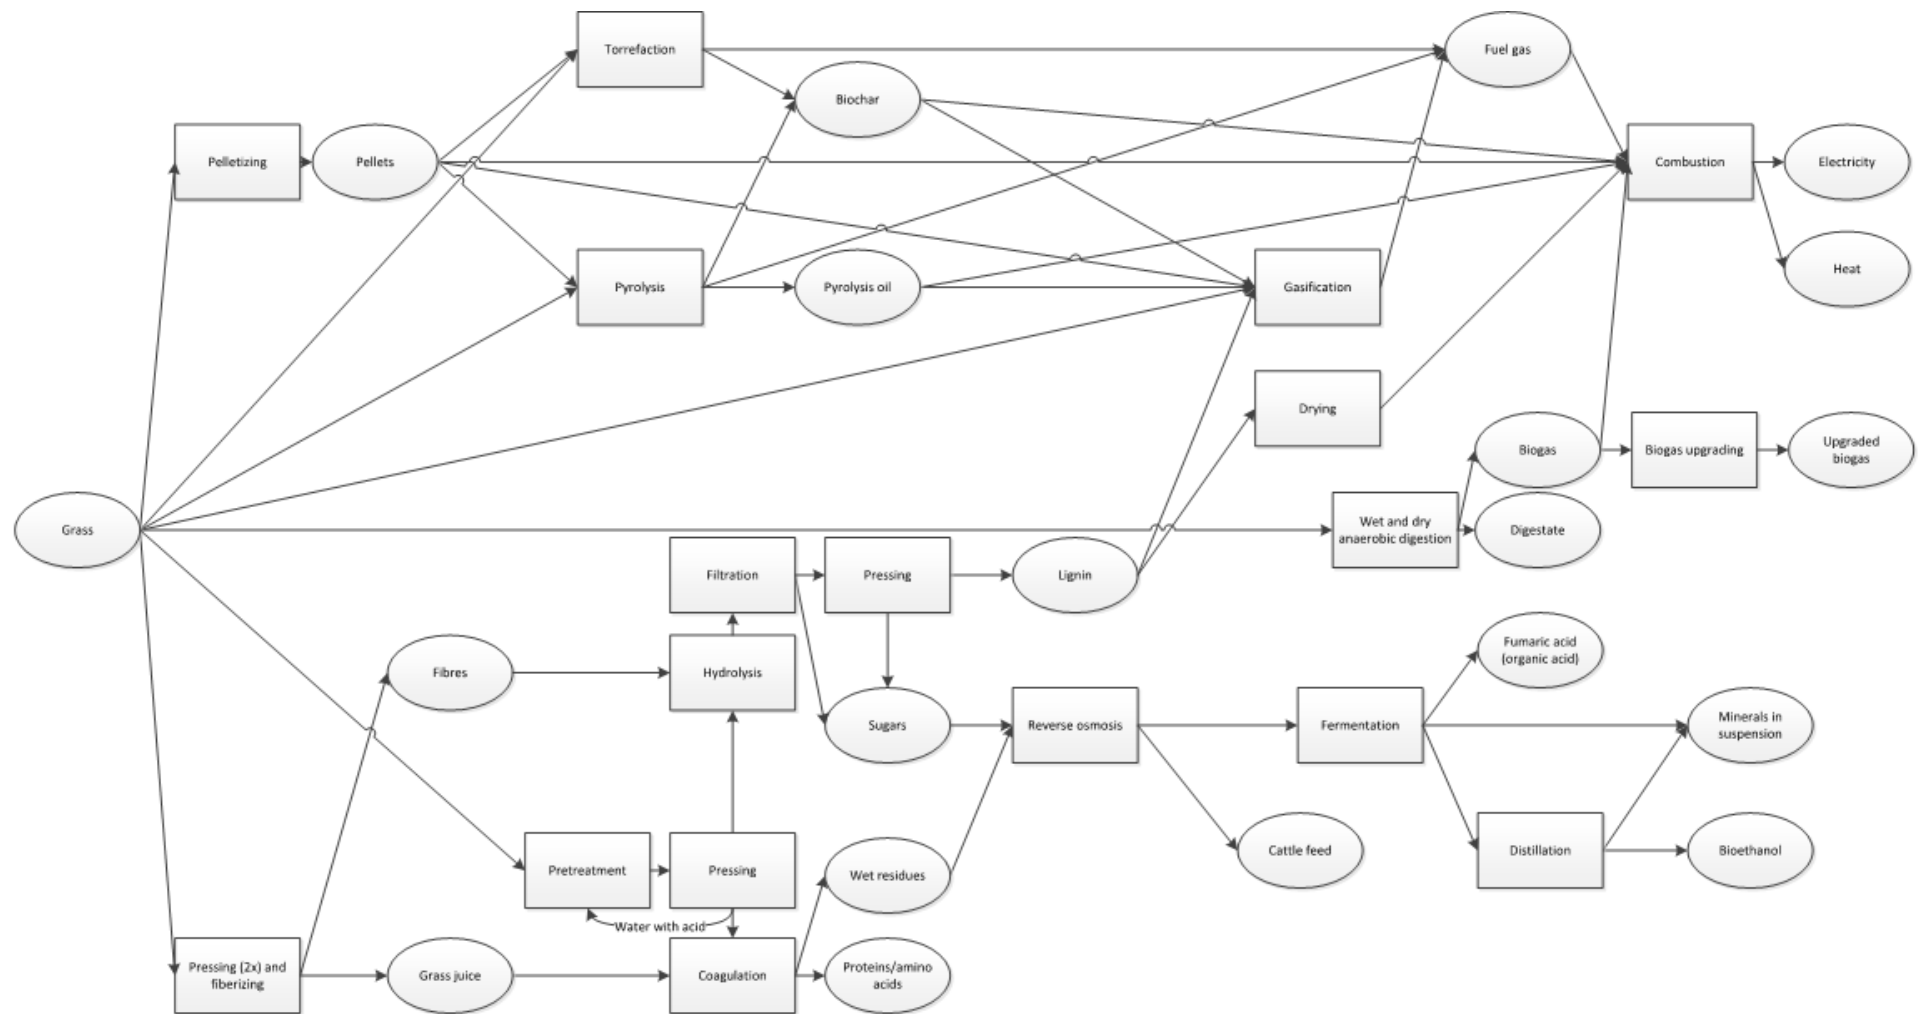 Torrefaction
Fuel gas
Biochar
Pelletizing
Pellets
Combustion
Electricity
Pyrolysis
Pyrolysis oil
Gasification
Heat
Drying
Biogas
Biogas upgrading
Upgraded
biogas
Grass
Wet and dry
anaerobic digestion
Digestate
Filtration
Pressing
Lignin
Fibres
Hydrolysis
Fumaric acid
(organic acid)
Sugars
Reverse osmosis
Fermentation
Minerals in
suspension
Pretreatment
Pressing
Wet residues
Cattle feed
Distillation
Bioethanol
Water with acid
Pressing (2x) and
fiberizing
Grass juice
Coagulation
Proteins/amino
acids